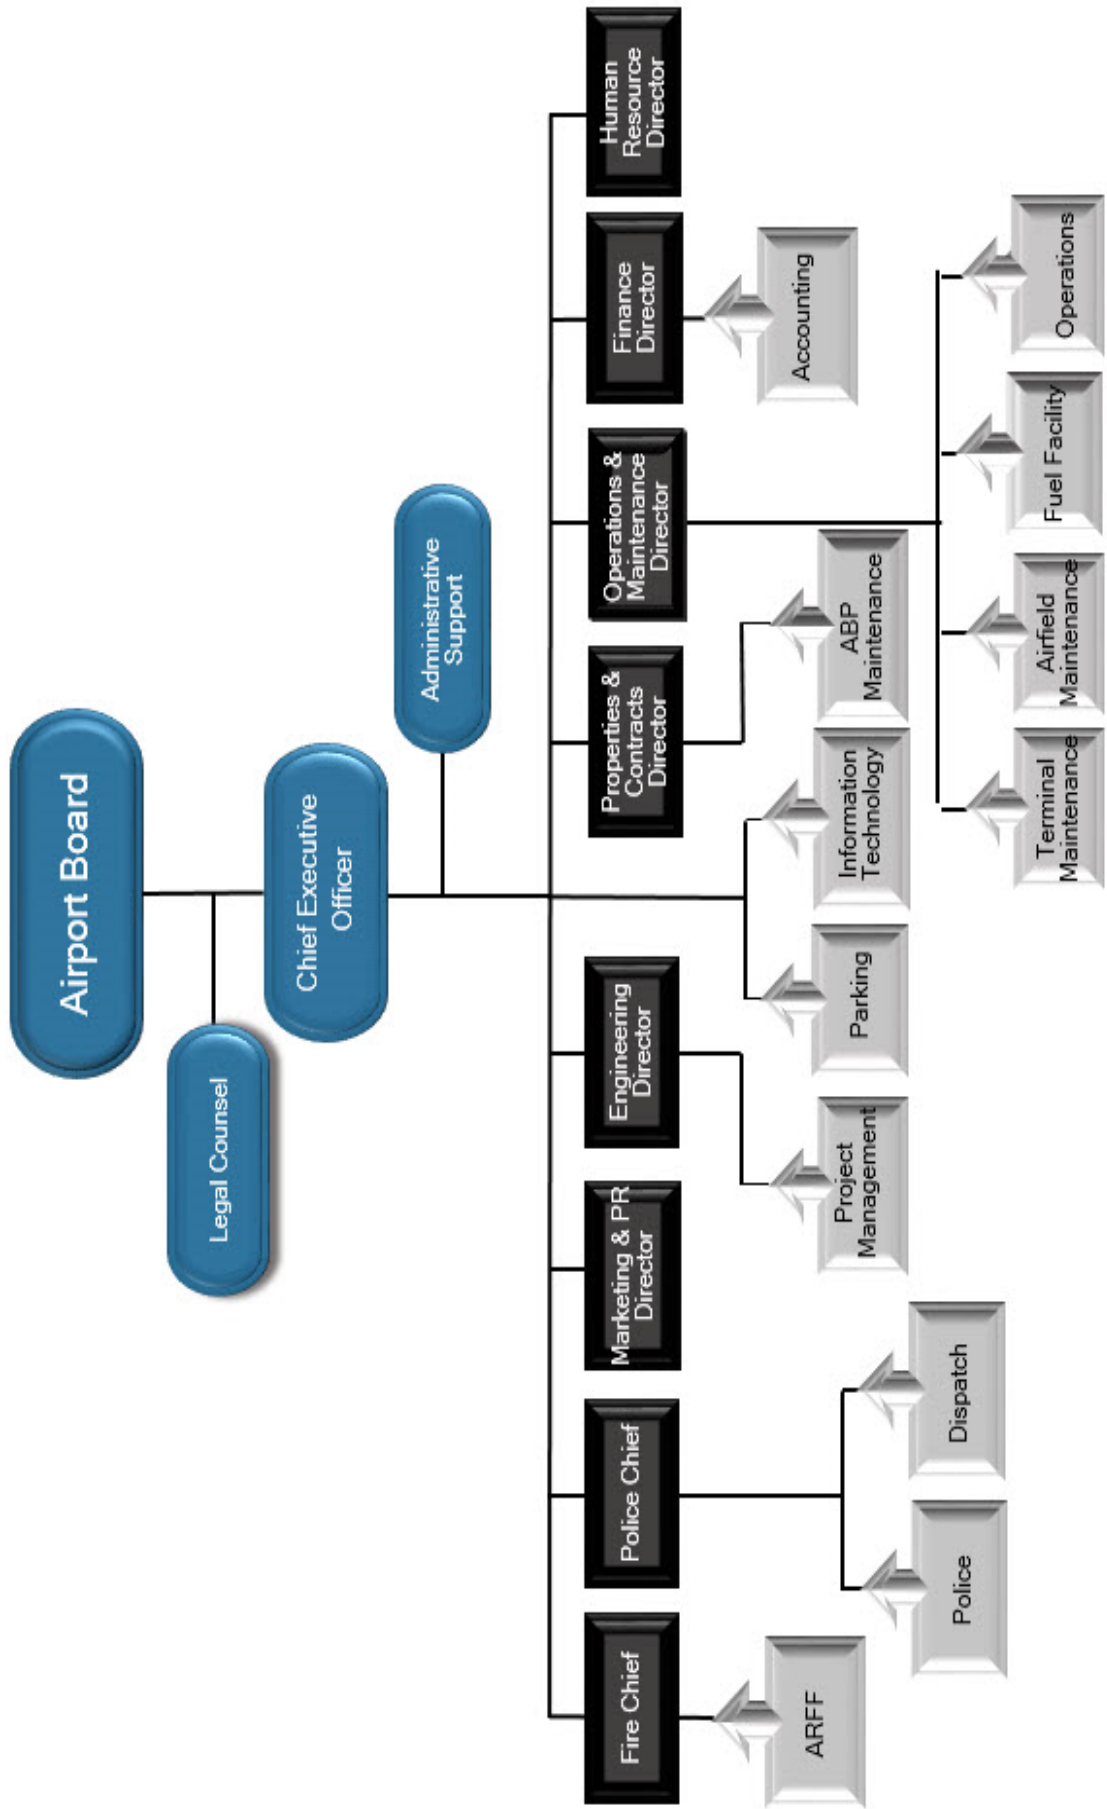 Airport Board
Legal Counsel
Chief Executive
Officer
Administrative
Support
Fire Chief
Police Chief
Marketing & PR
Director
Engineering
Director
Properties &
Contracts
Director
Operations &
Maintenance
Director
Finance
Director
Human
Resource
Director
ARFF
Police
Dispatch
Project
Management
Parking
Information
Technology
ABP
Maintenance
Accounting
Terminal
Maintenance
Airfield
Maintenance
Fuel Facility
Operations